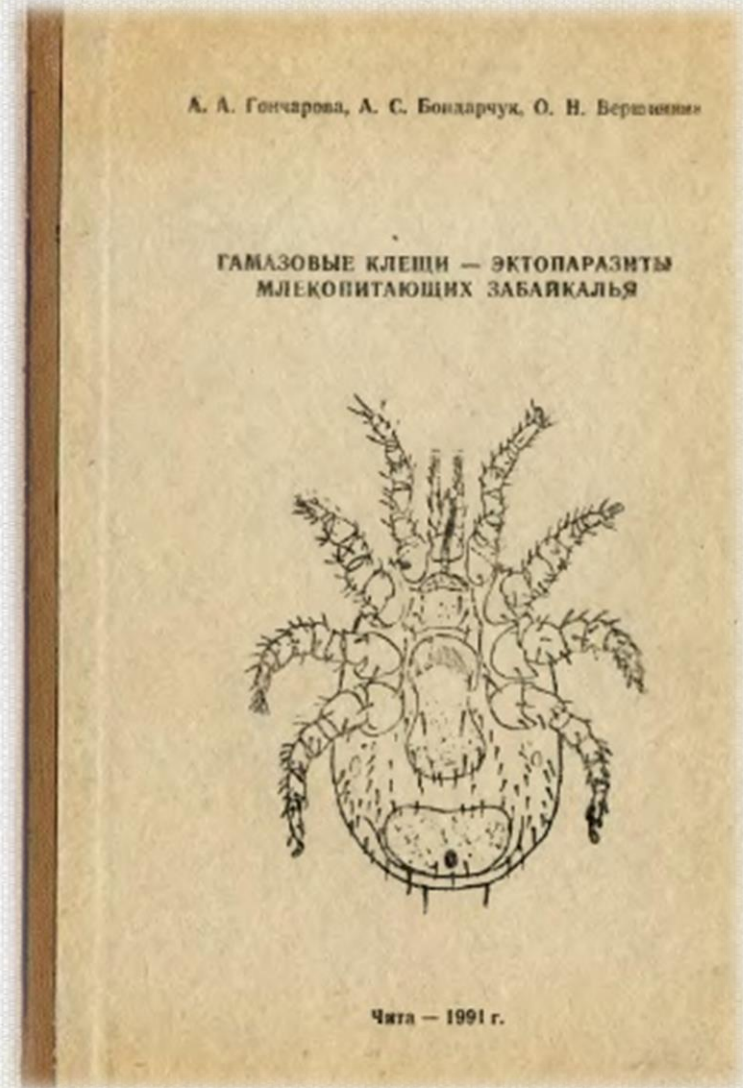 А. А. Гончарова, А. С. Бондарчук, О. Н. Вершинин
ГАМАЗОВЫЕ КЛЕЩИ — ЭКТОПАРАЗИТЫ
МЛЕКОПИТАЮЩИХ ЗАБАЙКАЛЬЯ
Чита — 1991 г.